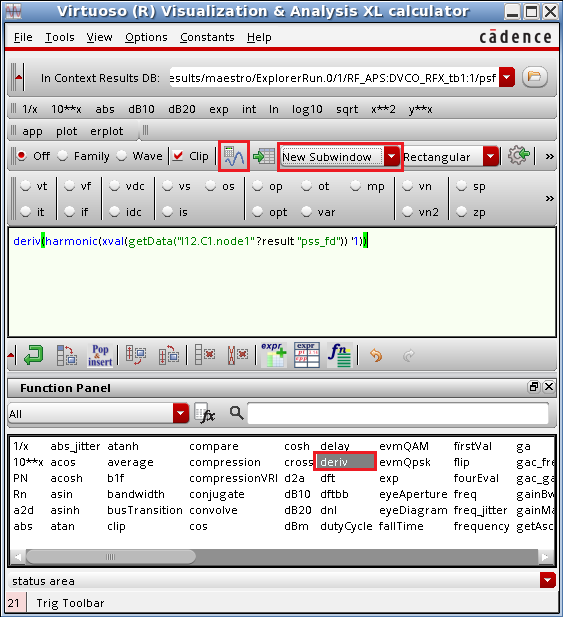 Virtuoso (R) Visualization & Analysis XL calculator
File Tools View Options Constants Help cādence
In Context Results DB: esults/maestro/ExplorerRun.0/1/RF_APS:DVCO_RFX_tb1:1/psf
1/x 10**x abs dB10 dB20 exp int ln log10 sqrt x**2 y**x
app plot erplot
Off Family Wave Clip New Subwindow Rectangular »
vt vf vdc vs os op ot mp vn sp
it if idc is opt var vn2 zp »
deriv(harmonic(xval(getData("I12.C1.node1" ?result "pss_fd")) '1))
Pop & insert expr expr fn
Function Panel
All fx
1/x abs_jitter atanh compare cosh delay evmQAM firstVal ga
10**x acos average compression cross deriv evmQpsk flip gac_fre
PN acosh b1f compressionVRI d2a dft exp fourEval gac_ga
Rn asin bandwidth conjugate dB10 dftbb eyeAperture freq gainBw
a2d asinh busTransition convolve dB20 dnl eyeDiagram freq_jitter gainMa
abs atan clip cos dBm dutyCycle fallTime frequency getAsc
status area
21 Trig Toolbar